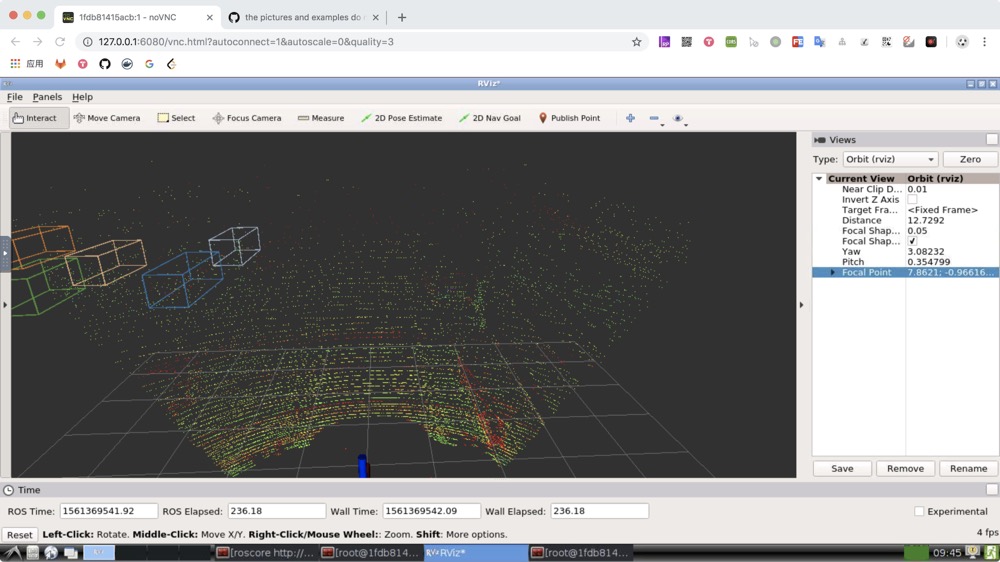 1fdb81415acb:1 - noVNC
the pictures and examples do
127.0.0.1:6080/vnc.html?autoconnect=1&autoscale=0&quality=3
应用
RViz*
File Panels Help
Interact Move Camera Select Focus Camera Measure 2D Pose Estimate 2D Nav Goal Publish Point
Views
Type: Orbit (rviz) Zero
Current View Orbit (rviz)
Near Clip D... 0.01
Invert Z Axis
Target Fra... <Fixed Frame>
Distance 12.7292
Focal Shap... 0.05
Focal Shap...
Yaw 3.08232
Pitch 0.354799
Focal Point 7.8621; -0.96616...
Save Remove Rename
Time
ROS Time: 1561369541.92 ROS Elapsed: 236.18 Wall Time: 1561369542.09 Wall Elapsed: 236.18 Experimental
Reset Left-Click: Rotate. Middle-Click: Move X/Y. Right-Click/Mouse Wheel:: Zoom. Shift: More options. 4 fps
[roscore http://... [root@1fdb814... RViz* [root@1fdb814... 09:45